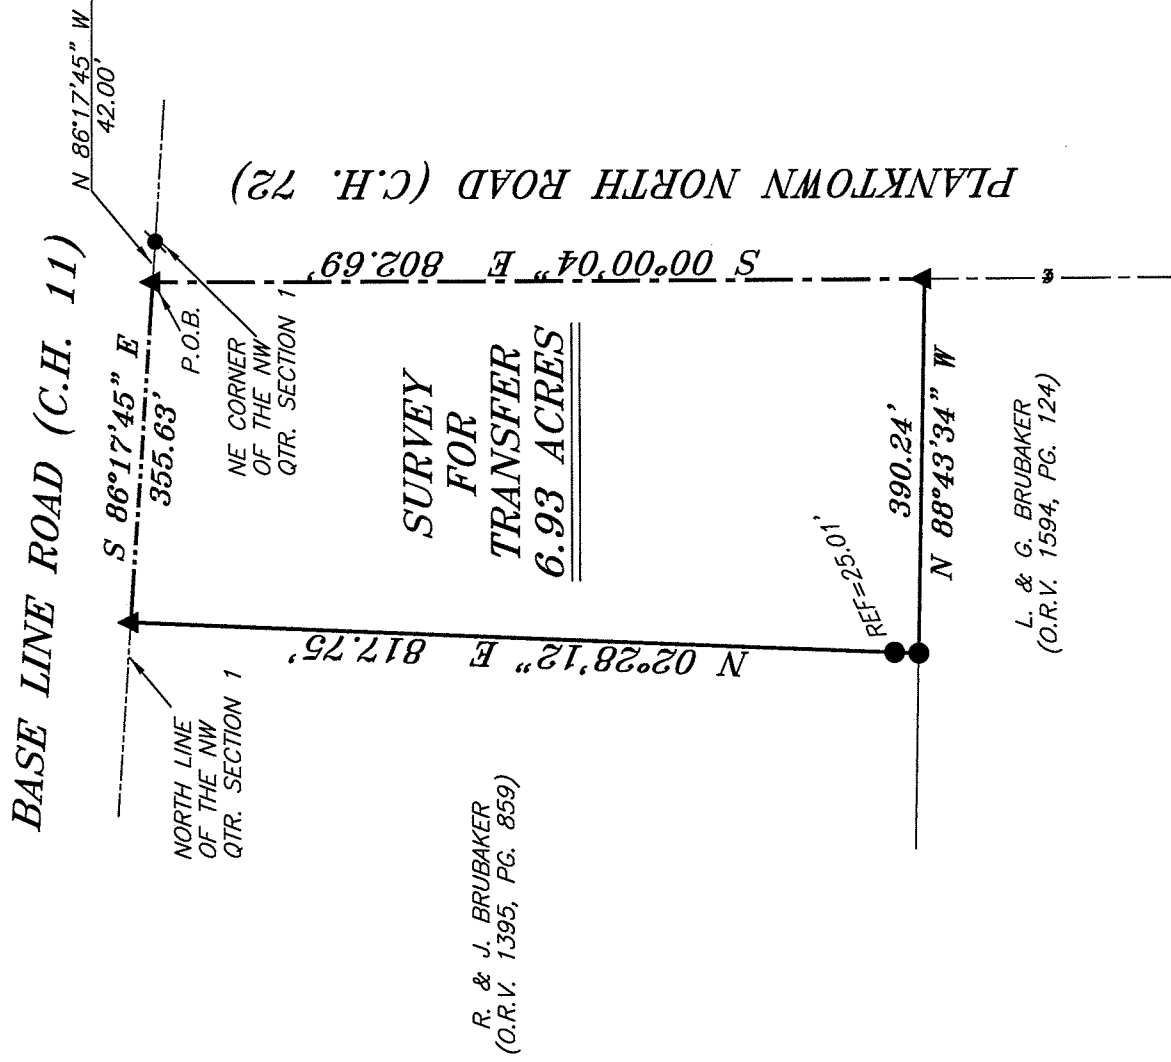 BASE LINE ROAD (C.H. 11)
N 86°17'45" W
42.00'
S 86°17'45" E
355.63'
P.O.B.
NE CORNER
OF THE NW
QTR. SECTION 1
NORTH LINE
OF THE NW
QTR. SECTION 1
PLANKTOWN NORTH ROAD (C.H. 72)
S 00°00'04" E 802.69'
SURVEY
FOR
TRANSFER
6.93 ACRES
N 02°28'12" E 817.75'
REF=25.01'
390.24'
N 88°43'34" W
R. & J. BRUBAKER
(O.R.V. 1395, PG. 859)
L. & G. BRUBAKER
(O.R.V. 1594, PG. 124)